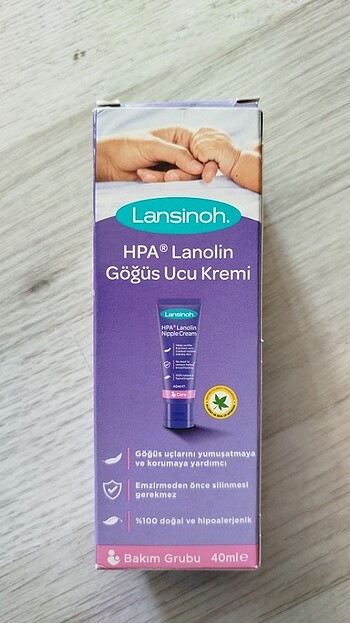 Lansinoh.
HPA® Lanolin
Göğüs Ucu Kremi
Lansinoh.
HPA® Lanolin
Nipple Cream
40ml℮
Care
Göğüs uçlarını yumuşatmaya
ve korumaya yardımcı
Emzirmeden önce silinmesi
gerekmez
%100 doğal ve hipoalerjenik
Bakım Grubu 40ml℮